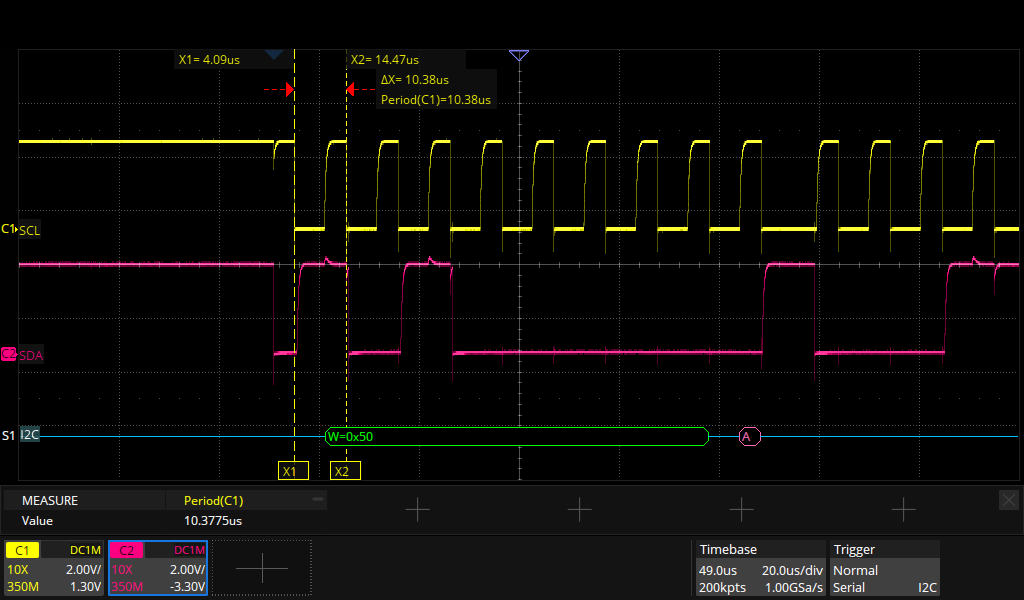 X1= 4.09us
X2= 14.47us
ΔX= 10.38us
Period(C1)=10.38us
C1 SCL
C2 SDA
S1 I2C
W=0x50
A
X1
X2
MEASURE Period(C1)
Value 10.3775us
C1 DC1M
10X 2.00V/
350M 1.30V
C2 DC1M
10X 2.00V/
350M -3.30V
Timebase
49.0us 20.0us/div
200kpts 1.00GSa/s
Trigger
Normal
Serial I2C